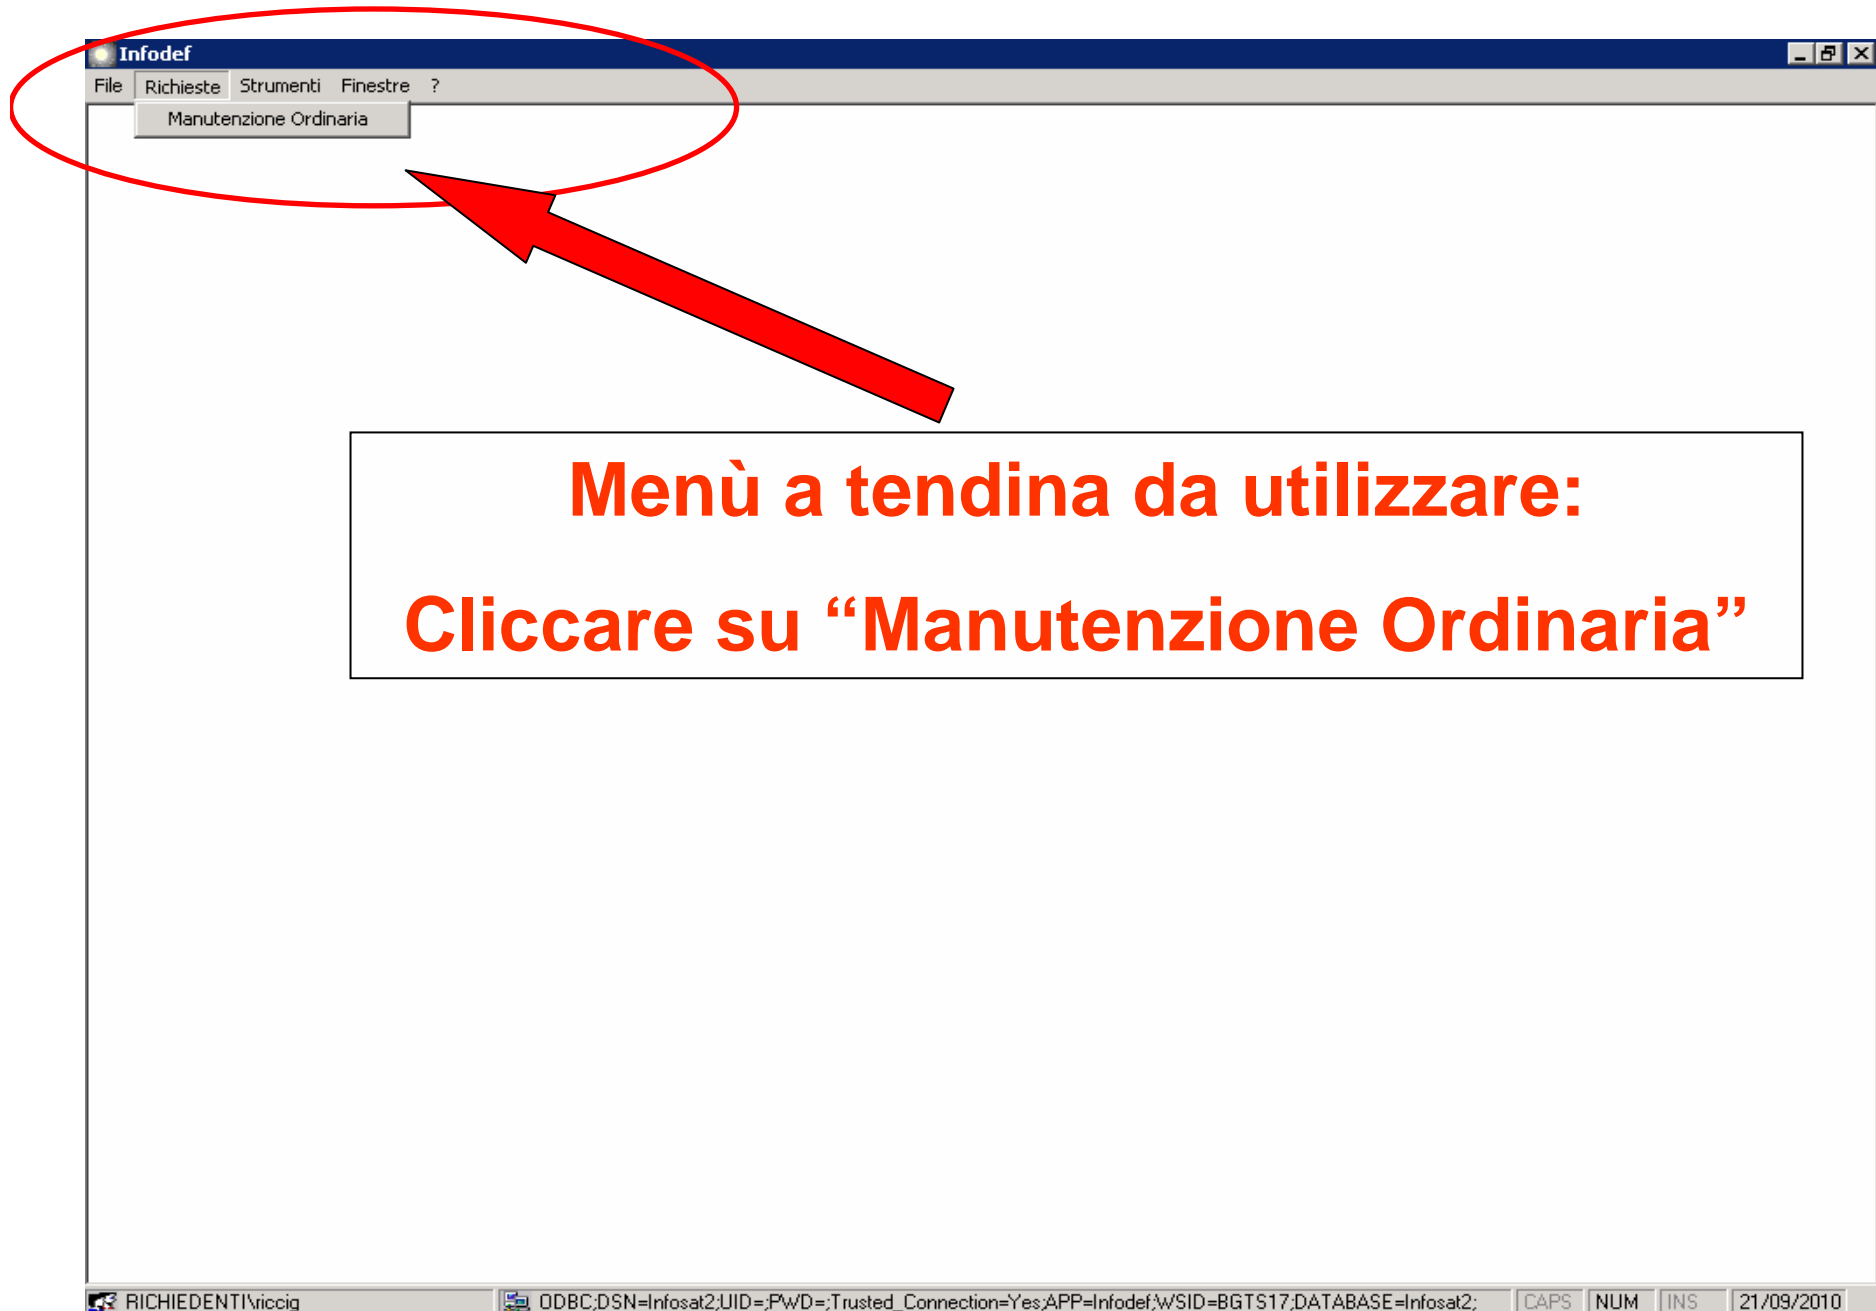 Infodef
File Richieste Strumenti Finestre ?
Manutenzione Ordinaria
Menù a tendina da utilizzare:
Cliccare su “Manutenzione Ordinaria”
RICHIEDENTI\riccig ODBC;DSN=Infosat2;UID=;PWD=;Trusted_Connection=Yes;APP=Infodef;WSID=BGTS17;DATABASE=Infosat2; CAPS NUM INS 21/09/2010